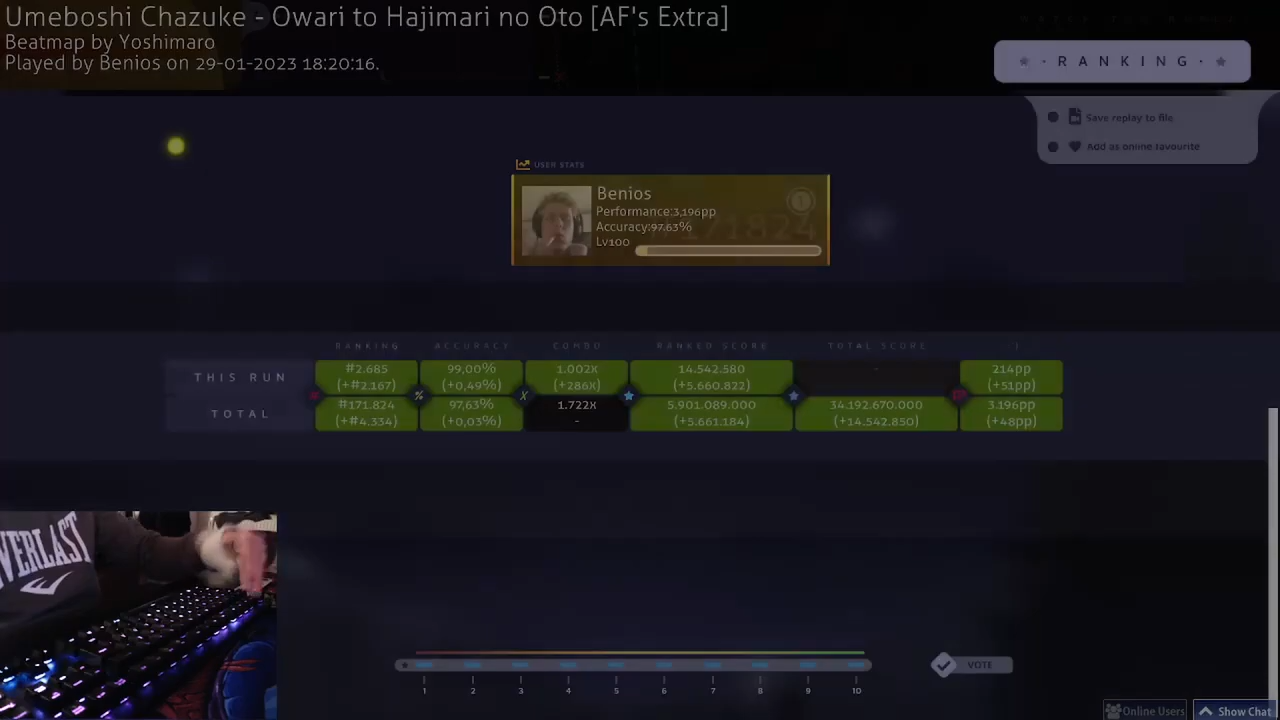 Umeboshi Chazuke - Owari to Hajimari no Oto [AF's Extra]
Beatmap by Yoshimaro
Played by Benios on 29-01-2023 18:20:16.
· RANKING ·
Save replay to file
Add as online favourite
USER STATS
Benios
Performance:3,196pp
Accuracy:97.63%
Lv100
#171824
RANKING ACCURACY COMBO RANKED SCORE TOTAL SCORE
THIS RUN
#2.685 99,00% 1.002x 14.542.580 - 214pp
(+#2.167) (+0,49%) (+286x) (+5.660.822) (+51pp)
TOTAL
#171.824 97,63% 1.722x 5.901.089.000 34.192.670.000 3.196pp
(+#4.334) (+0,03%) - (+5.661.184) (+14.542.850) (+48pp)
VERLAST
1 2 3 4 5 6 7 8 9 10
VOTE
Online Users
Show Chat